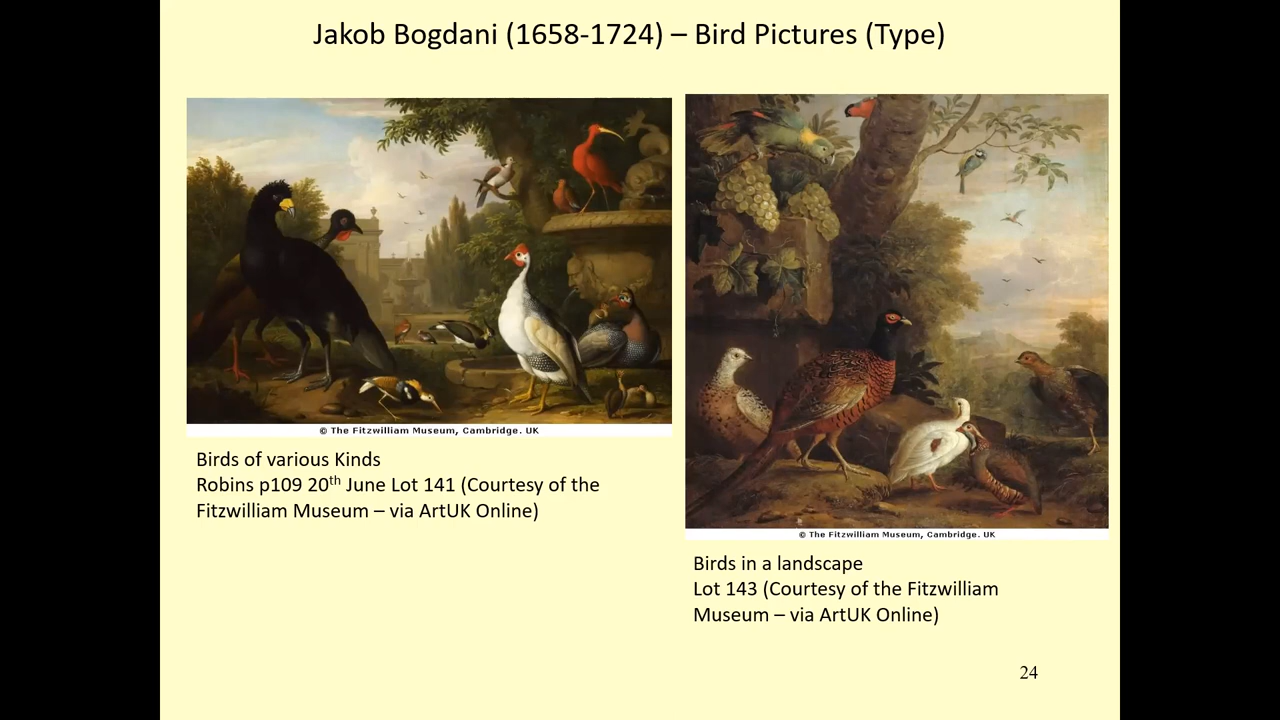 Jakob Bogdani (1658-1724) – Bird Pictures (Type)
© The Fitzwilliam Museum, Cambridge. UK
Birds of various Kinds
Robins p109 20th June Lot 141 (Courtesy of the
Fitzwilliam Museum – via ArtUK Online)
© The Fitzwilliam Museum, Cambridge. UK
Birds in a landscape
Lot 143 (Courtesy of the Fitzwilliam
Museum – via ArtUK Online)
24